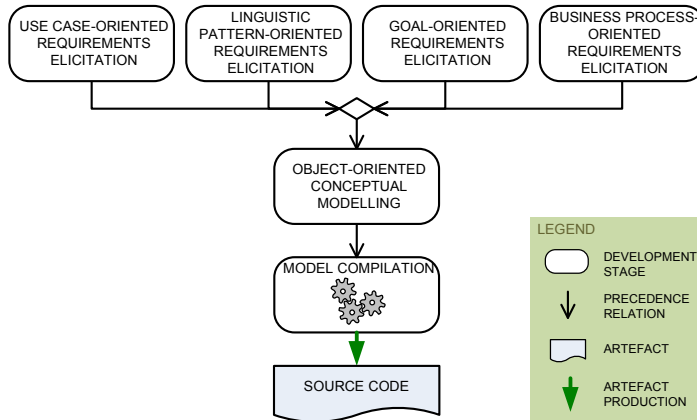 USE CASE-ORIENTED
REQUIREMENTS
ELICITATION
LINGUISTIC
PATTERN-ORIENTED
REQUIREMENTS
ELICITATION
GOAL-ORIENTED
REQUIREMENTS
ELICITATION
BUSINESS PROCESS-
ORIENTED
REQUIREMENTS
ELICITATION
OBJECT-ORIENTED
CONCEPTUAL
MODELLING
MODEL COMPILATION
SOURCE CODE
LEGEND
DEVELOPMENT
STAGE
PRECEDENCE
RELATION
ARTEFACT
ARTEFACT
PRODUCTION